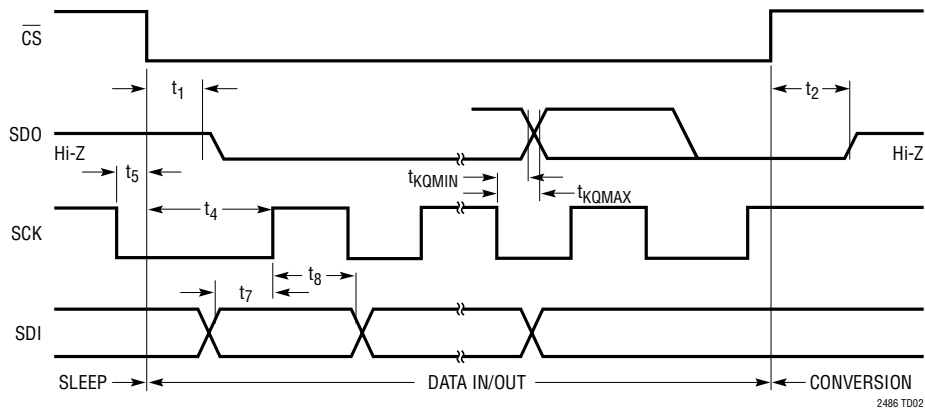 CS
t1
t2
SDO
Hi-Z
Hi-Z
t5
tKQMIN
tKQMAX
t4
SCK
t8
t7
SDI
SLEEP
DATA IN/OUT
CONVERSION
2486 TD02